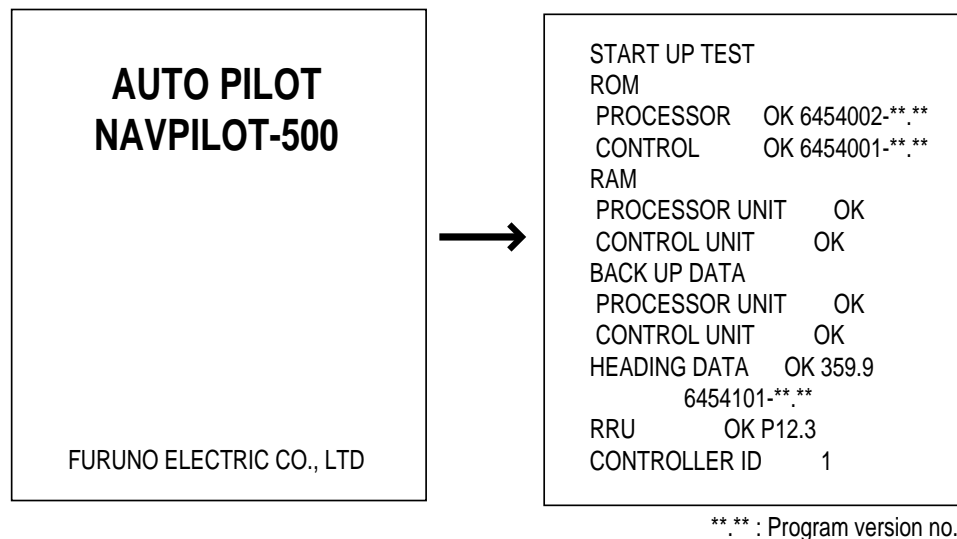 AUTO PILOT
NAVPILOT-500
FURUNO ELECTRIC CO., LTD
START UP TEST
ROM
PROCESSOR OK 6454002-**.**
CONTROL OK 6454001-**.**
RAM
PROCESSOR UNIT OK
CONTROL UNIT OK
BACK UP DATA
PROCESSOR UNIT OK
CONTROL UNIT OK
HEADING DATA OK 359.9
6454101-**.**
RRU OK P12.3
CONTROLLER ID 1
**.** : Program version no.